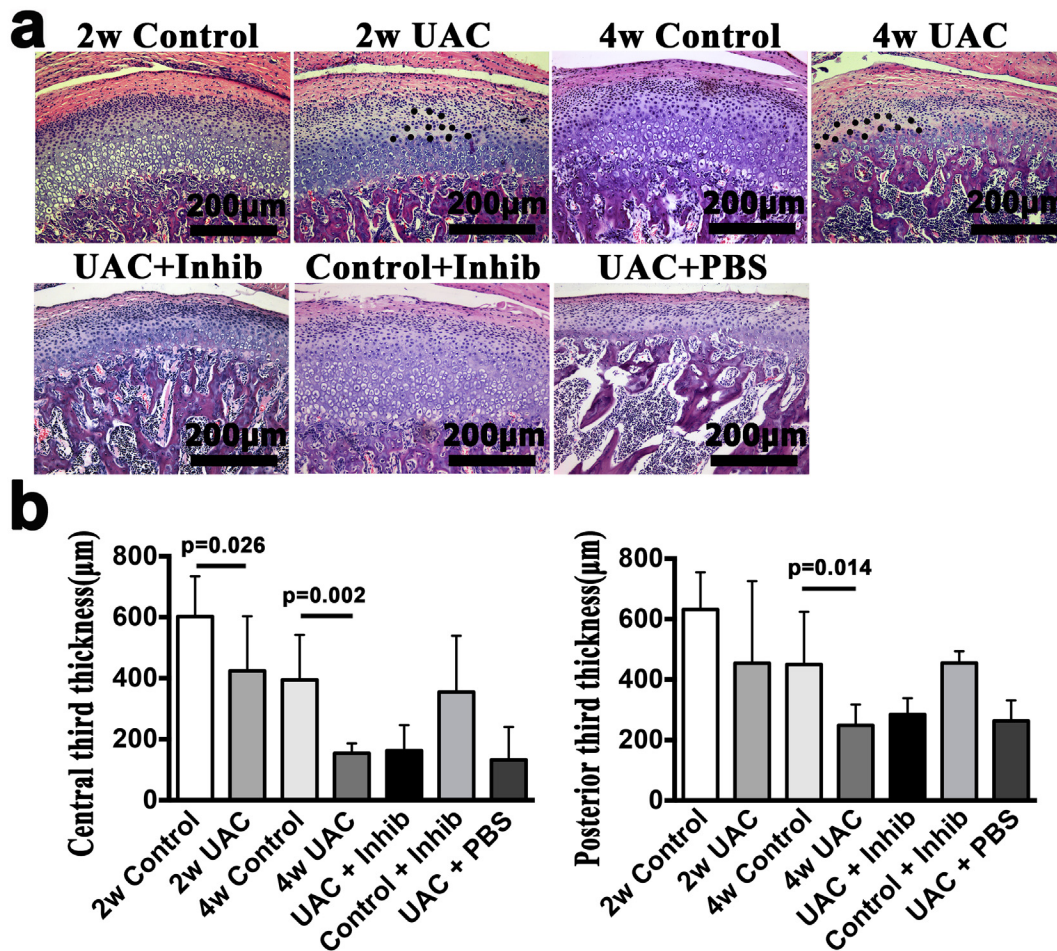 a
2w Control 2w UAC 4w Control 4w UAC
200µm 200µm 200µm 200µm
UAC+Inhib Control+Inhib UAC+PBS
200µm 200µm 200µm
b
Central third thickness(µm)
800
600
400
200
0
p=0.026
p=0.002
2w Control
2w UAC
4w Control
4w UAC
UAC + Inhib
Control + Inhib
UAC + PBS
Posterior third thickness(µm)
800
600
400
200
0
p=0.014
2w Control
2w UAC
4w Control
4w UAC
UAC + Inhib
Control + Inhib
UAC + PBS